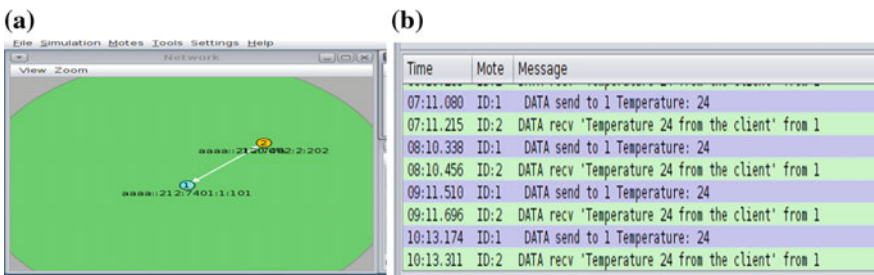 (a)
(b)
File Simulation Motes Tools Settings Help
Network
View Zoom
2
1
aaaa::212:7401:1:101
Time Mote Message
07:11.080 ID:1 DATA send to 1 Temperature: 24
07:11.215 ID:2 DATA recv 'Temperature 24 from the client' from 1
08:10.338 ID:1 DATA send to 1 Temperature: 24
08:10.456 ID:2 DATA recv 'Temperature 24 from the client' from 1
09:11.510 ID:1 DATA send to 1 Temperature: 24
09:11.696 ID:2 DATA recv 'Temperature 24 from the client' from 1
10:13.174 ID:1 DATA send to 1 Temperature: 24
10:13.311 ID:2 DATA recv 'Temperature 24 from the client' from 1